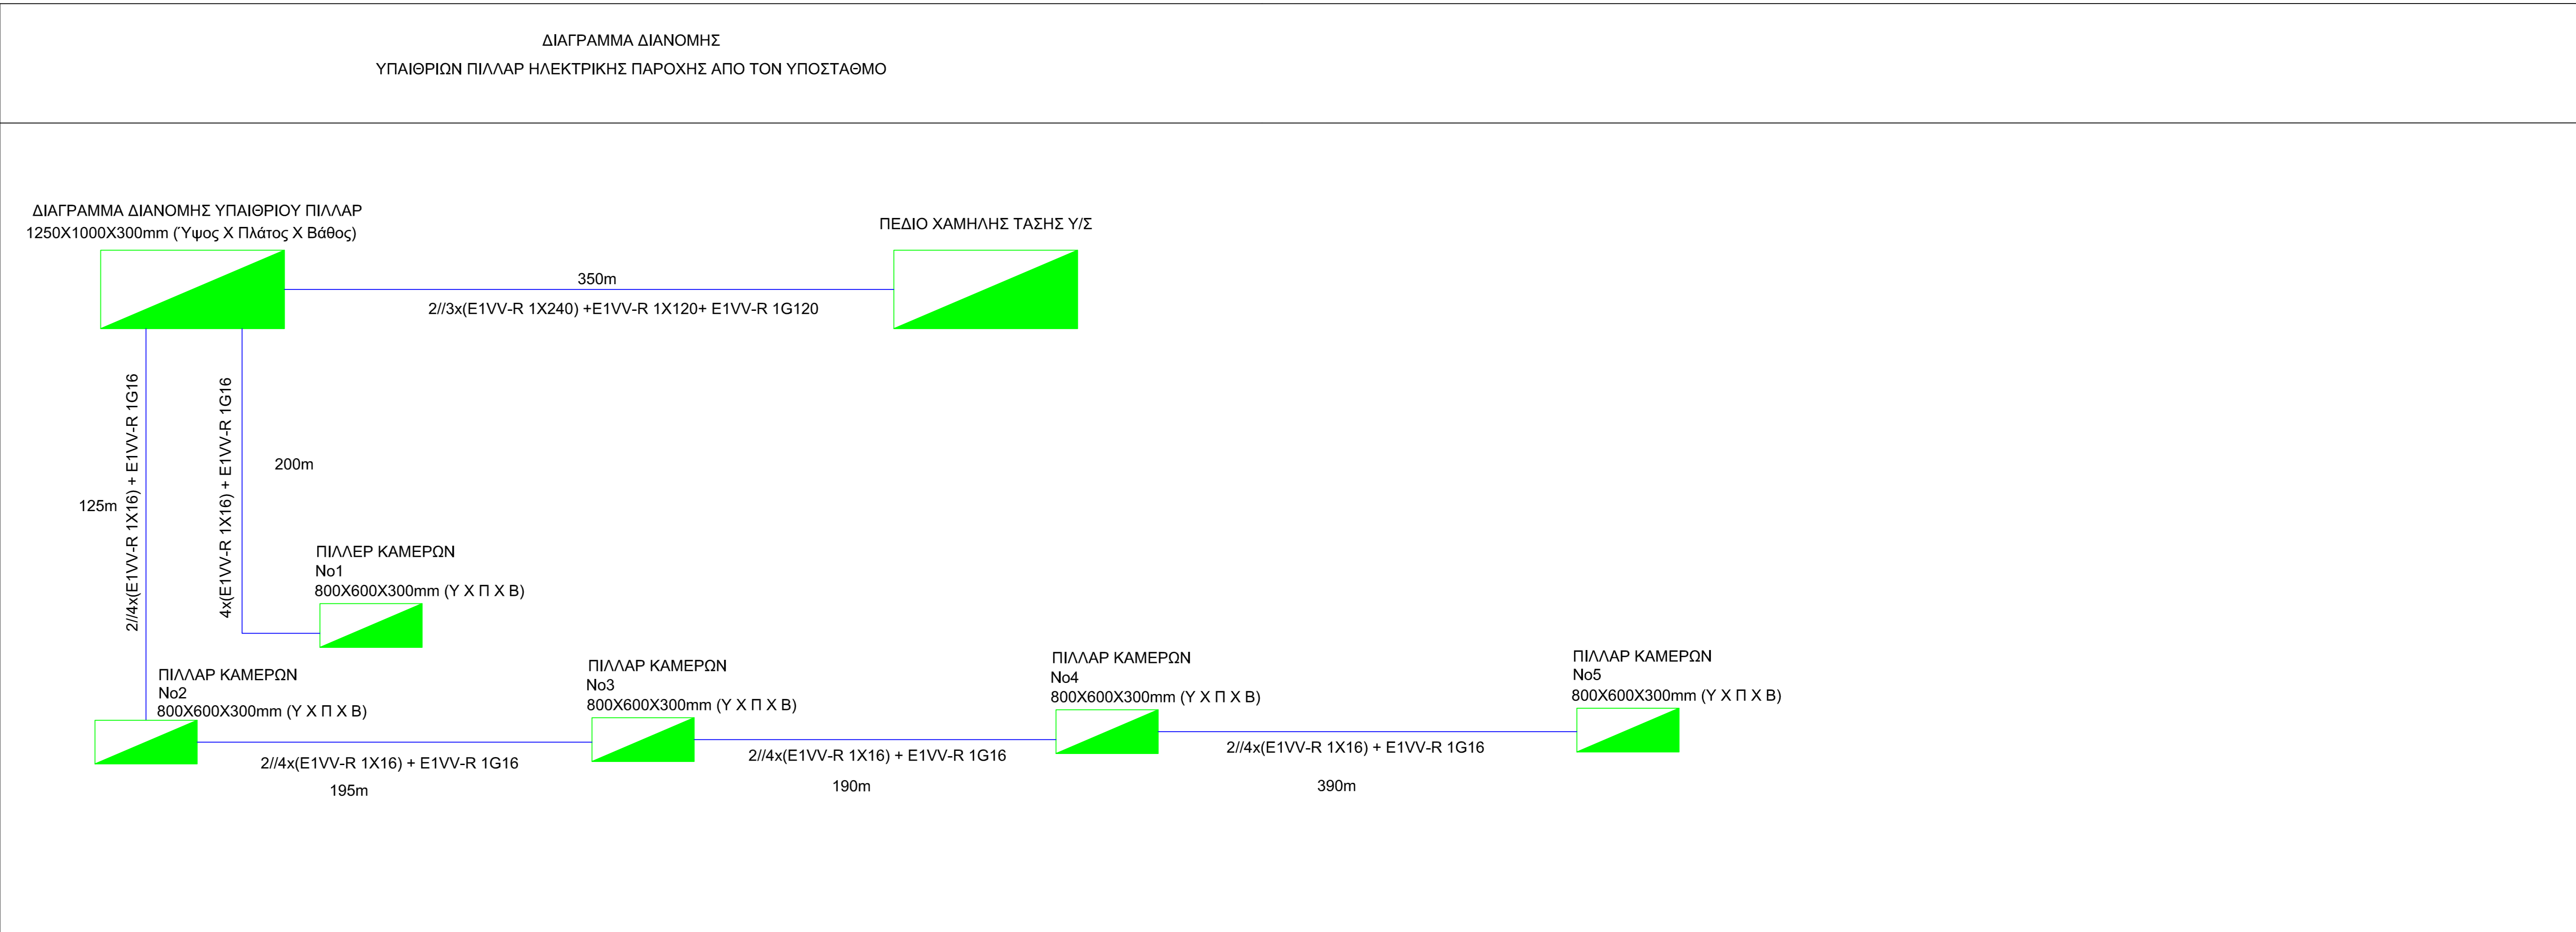 ΔΙΑΓΡΑΜΜΑ ΔΙΑΝΟΜΗΣ
ΥΠΑΙΘΡΙΩΝ ΠΙΛΛΑΡ ΗΛΕΚΤΡΙΚΗΣ ΠΑΡΟΧΗΣ ΑΠΟ ΤΟΝ ΥΠΟΣΤΑΘΜΟ
ΔΙΑΓΡΑΜΜΑ ΔΙΑΝΟΜΗΣ ΥΠΑΙΘΡΙΟΥ ΠΙΛΛΑΡ
1250X1000X300mm (Ύψος Χ Πλάτος Χ Βάθος)
ΠΕΔΙΟ ΧΑΜΗΛΗΣ ΤΑΣΗΣ Υ/Σ
350m
2//3x(E1VV-R 1X240) +E1VV-R 1X120+ E1VV-R 1G120
125m
2//4x(E1VV-R 1X16) + E1VV-R 1G16
4x(E1VV-R 1X16) + E1VV-R 1G16
200m
ΠΙΛΛΕΡ ΚΑΜΕΡΩΝ
No1
800X600X300mm (Υ Χ Π Χ Β)
ΠΙΛΛΑΡ ΚΑΜΕΡΩΝ
No2
800X600X300mm (Υ Χ Π Χ Β)
2//4x(E1VV-R 1X16) + E1VV-R 1G16
195m
ΠΙΛΛΑΡ ΚΑΜΕΡΩΝ
No3
800X600X300mm (Υ Χ Π Χ Β)
2//4x(E1VV-R 1X16) + E1VV-R 1G16
190m
ΠΙΛΛΑΡ ΚΑΜΕΡΩΝ
No4
800X600X300mm (Υ Χ Π Χ Β)
2//4x(E1VV-R 1X16) + E1VV-R 1G16
390m
ΠΙΛΛΑΡ ΚΑΜΕΡΩΝ
No5
800X600X300mm (Υ Χ Π Χ Β)